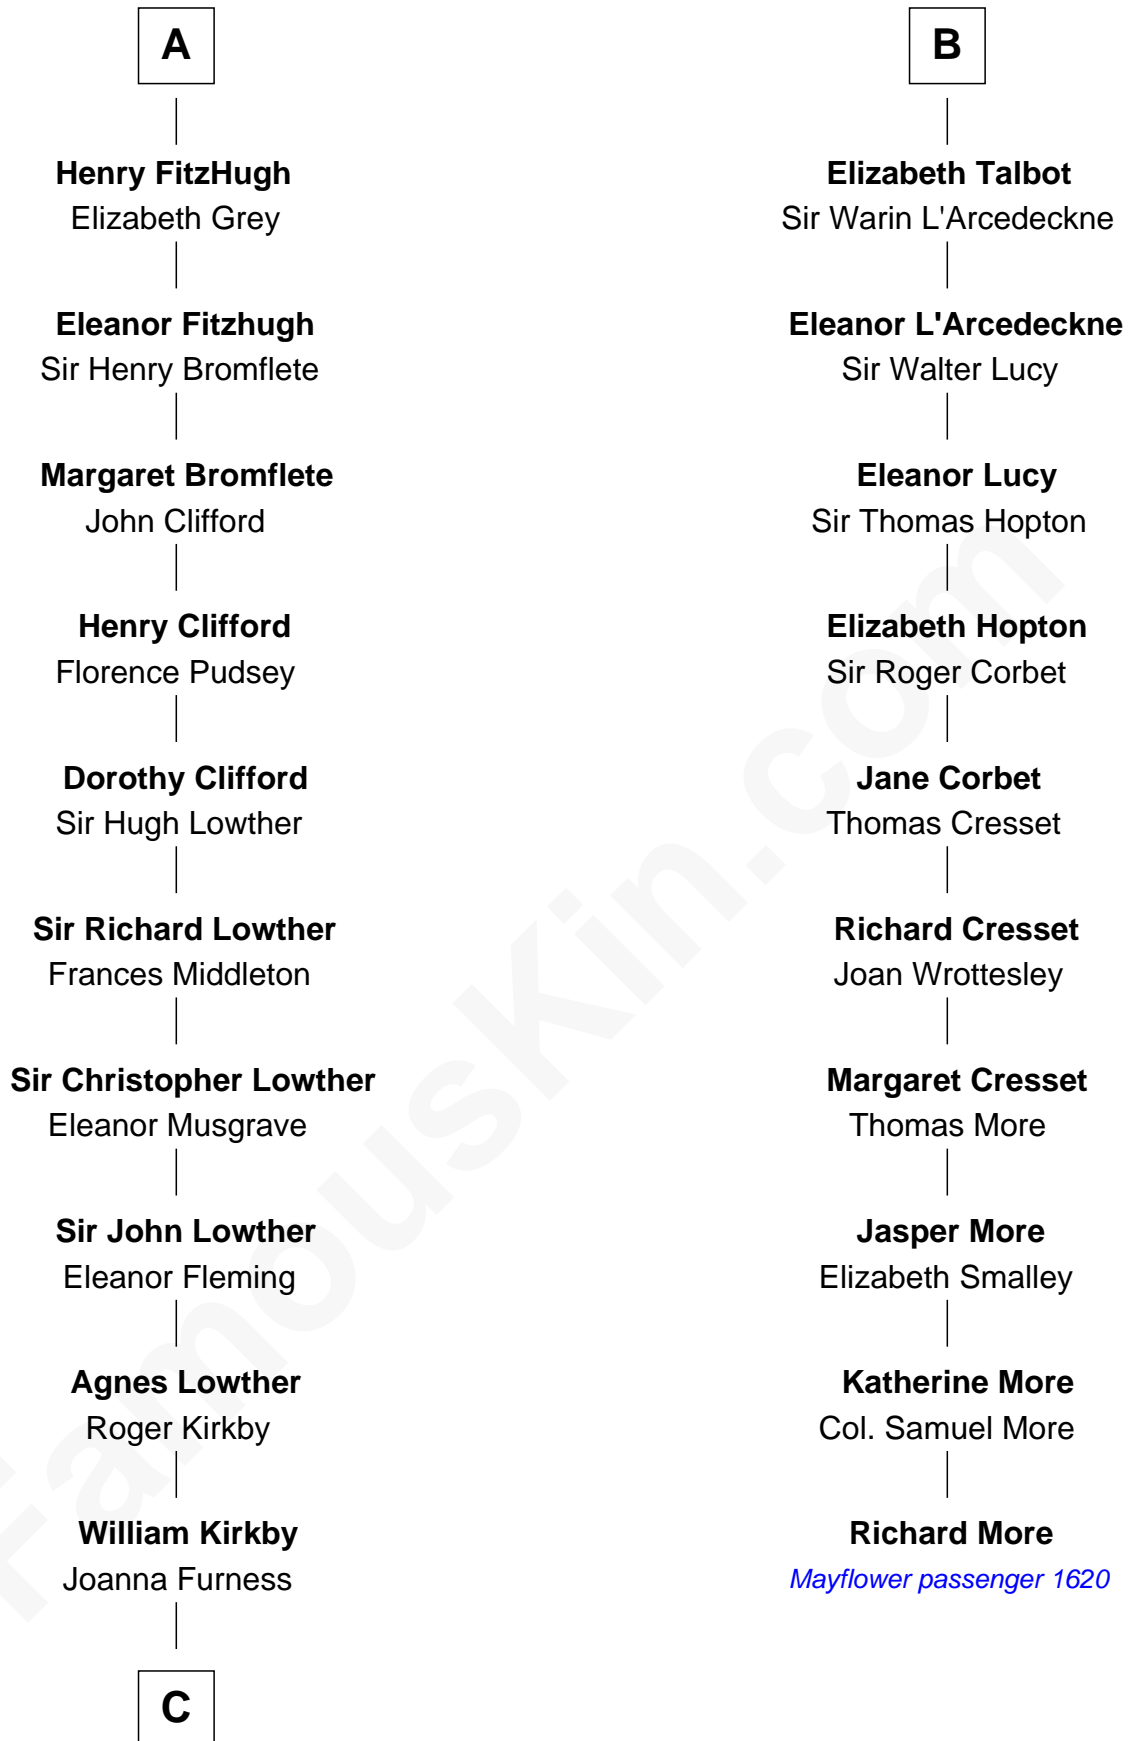 A
Henry FitzHugh
Elizabeth Grey
Eleanor Fitzhugh
Sir Henry Bromflete
Margaret Bromflete
John Clifford
Henry Clifford
Florence Pudsey
Dorothy Clifford
Sir Hugh Lowther
Sir Richard Lowther
Frances Middleton
Sir Christopher Lowther
Eleanor Musgrave
Sir John Lowther
Eleanor Fleming
Agnes Lowther
Roger Kirkby
William Kirkby
Joanna Furness
C
B
Elizabeth Talbot
Sir Warin L'Arcedeckne
Eleanor L'Arcedeckne
Sir Walter Lucy
Eleanor Lucy
Sir Thomas Hopton
Elizabeth Hopton
Sir Roger Corbet
Jane Corbet
Thomas Cresset
Richard Cresset
Joan Wrottesley
Margaret Cresset
Thomas More
Jasper More
Elizabeth Smalley
Katherine More
Col. Samuel More
Richard More
Mayflower passenger 1620
FamousKin.com